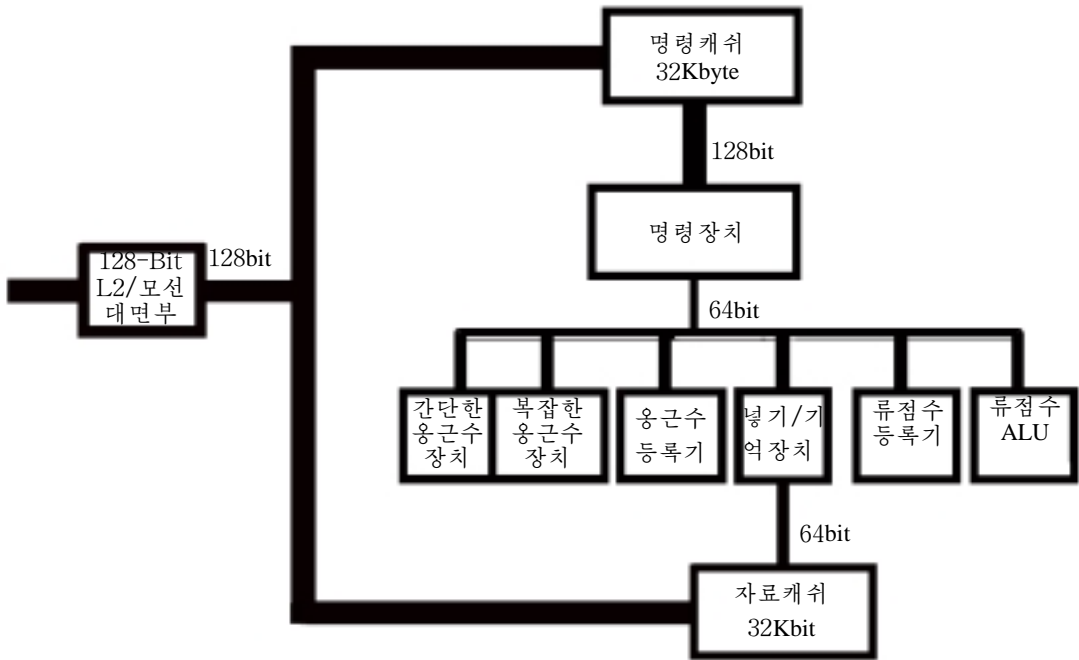 명령캐쉬
32Kbyte
128bit
명령장치
128-Bit
L2/모선
대면부
128bit
64bit
간단한
옹근수
장치
복잡한
옹근수
장치
옹근수
등록기
넣기/기
억장치
류점수
등록기
류점수
ALU
64bit
자료캐쉬
32Kbit